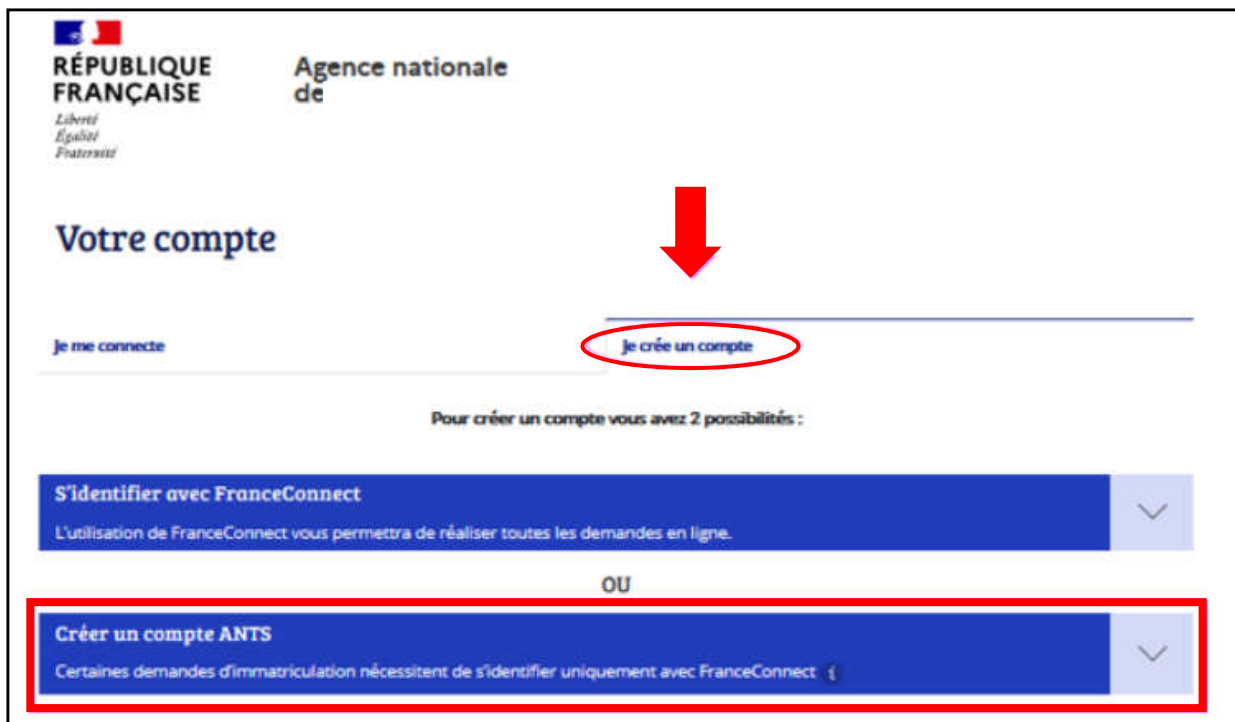 RÉPUBLIQUE
FRANÇAISE
Liberté
Égalité
Fraternité
Agence nationale
de
Votre compte
Je me connecte
Je crée un compte
Pour créer un compte vous avez 2 possibilités :
S'identifier avec FranceConnect
L'utilisation de FranceConnect vous permettra de réaliser toutes les demandes en ligne.
OU
Créer un compte ANTS
Certaines demandes d'immatriculation nécessitent de s'identifier uniquement avec FranceConnect i